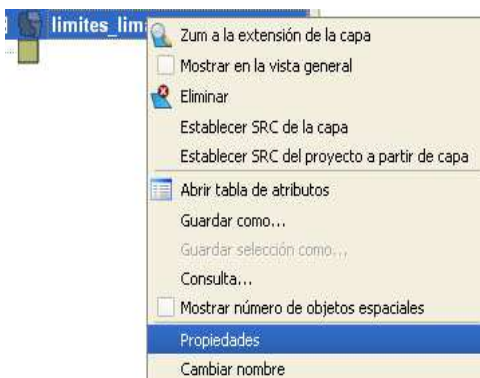 limites_lim
Zum a la extensión de la capa
Mostrar en la vista general
Eliminar
Establecer SRC de la capa
Establecer SRC del proyecto a partir de capa
Abrir tabla de atributos
Guardar como...
Guardar selección como...
Consulta...
Mostrar número de objetos espaciales
Propiedades
Cambiar nombre